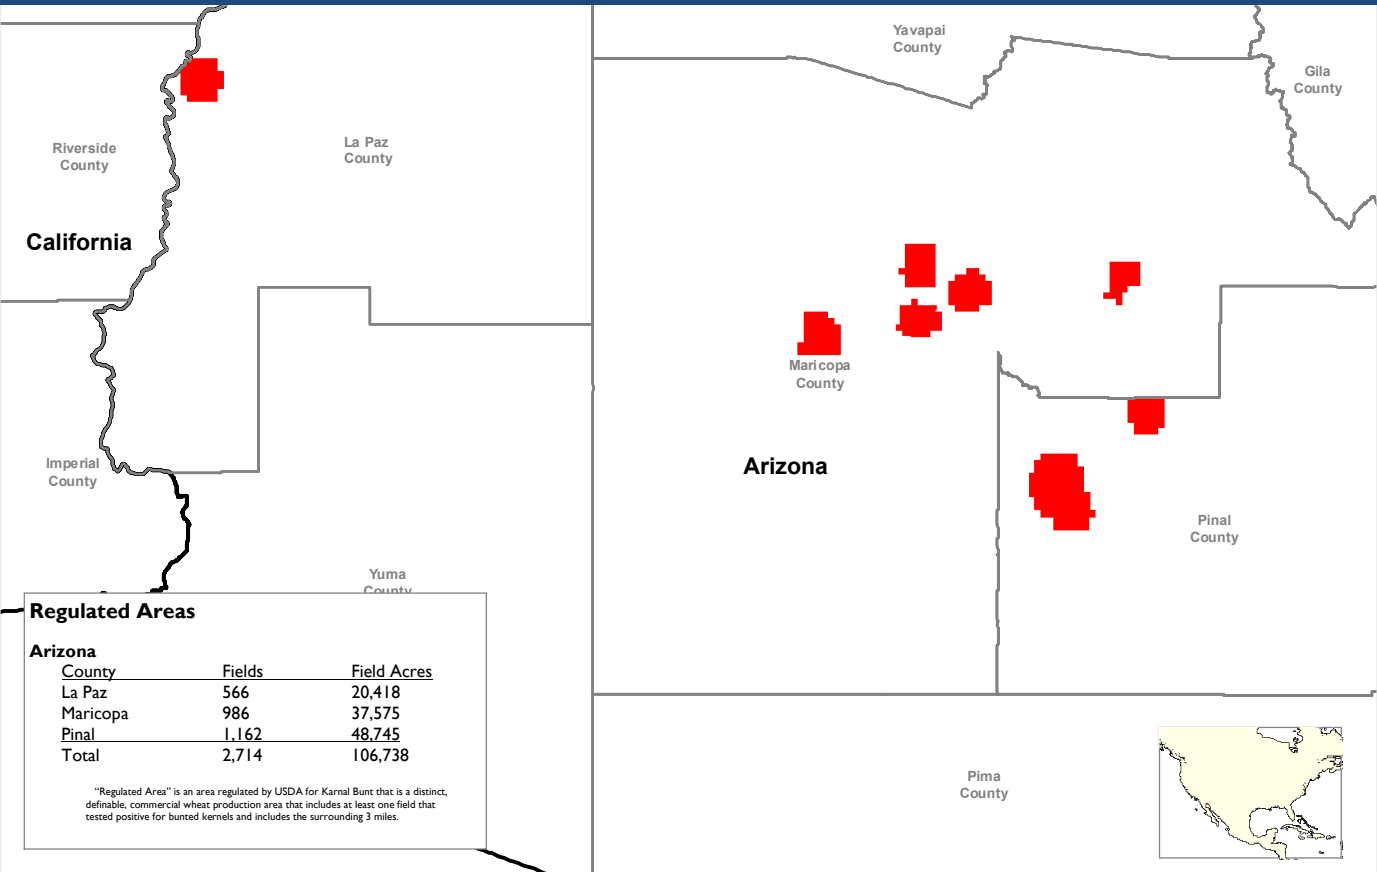 Yavapai
County
Gila
County
La Paz
County
Riverside
County
California
Maricopa
County
Arizona
Imperial
County
Pinal
County
Yuma
County
Pima
County
Regulated Areas
Arizona
County Fields Field Acres
La Paz 566 20,418
Maricopa 986 37,575
Pinal 1,162 48,745
Total 2,714 106,738
“Regulated Area” is an area regulated by USDA for Karnal Bunt that is a distinct,
definable, commercial wheat production area that includes at least one field that
tested positive for bunted kernels and includes the surrounding 3 miles.